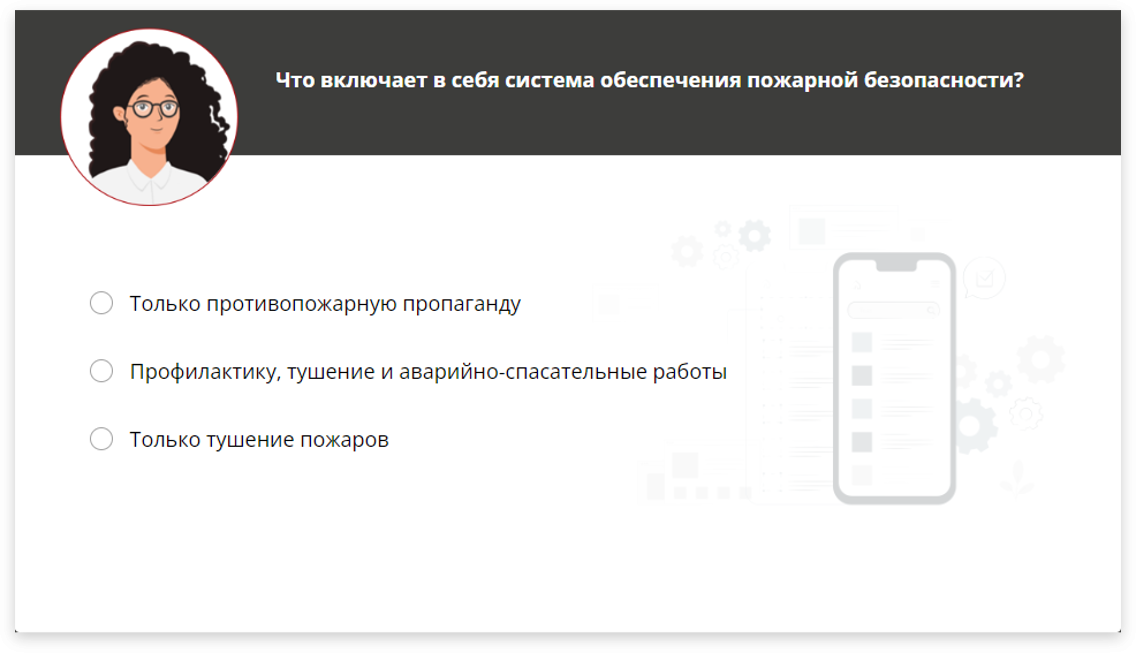 Что включает в себя система обеспечения пожарной безопасности?
Только противопожарную пропаганду
Профилактику, тушение и аварийно-спасательные работы
Только тушение пожаров